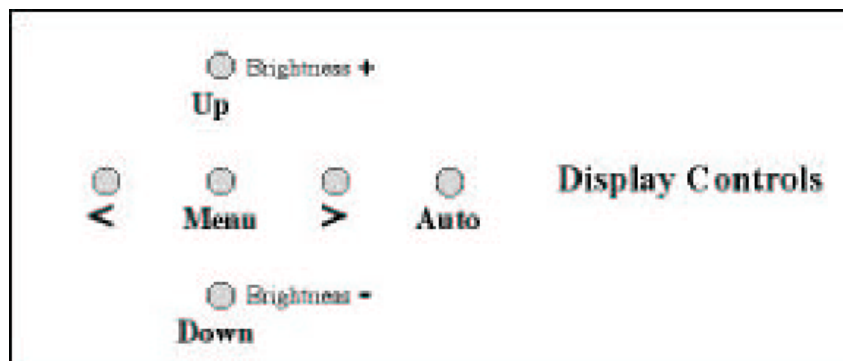 Brightness +
Up
Display Controls
< Menu > Auto
Brightness -
Down